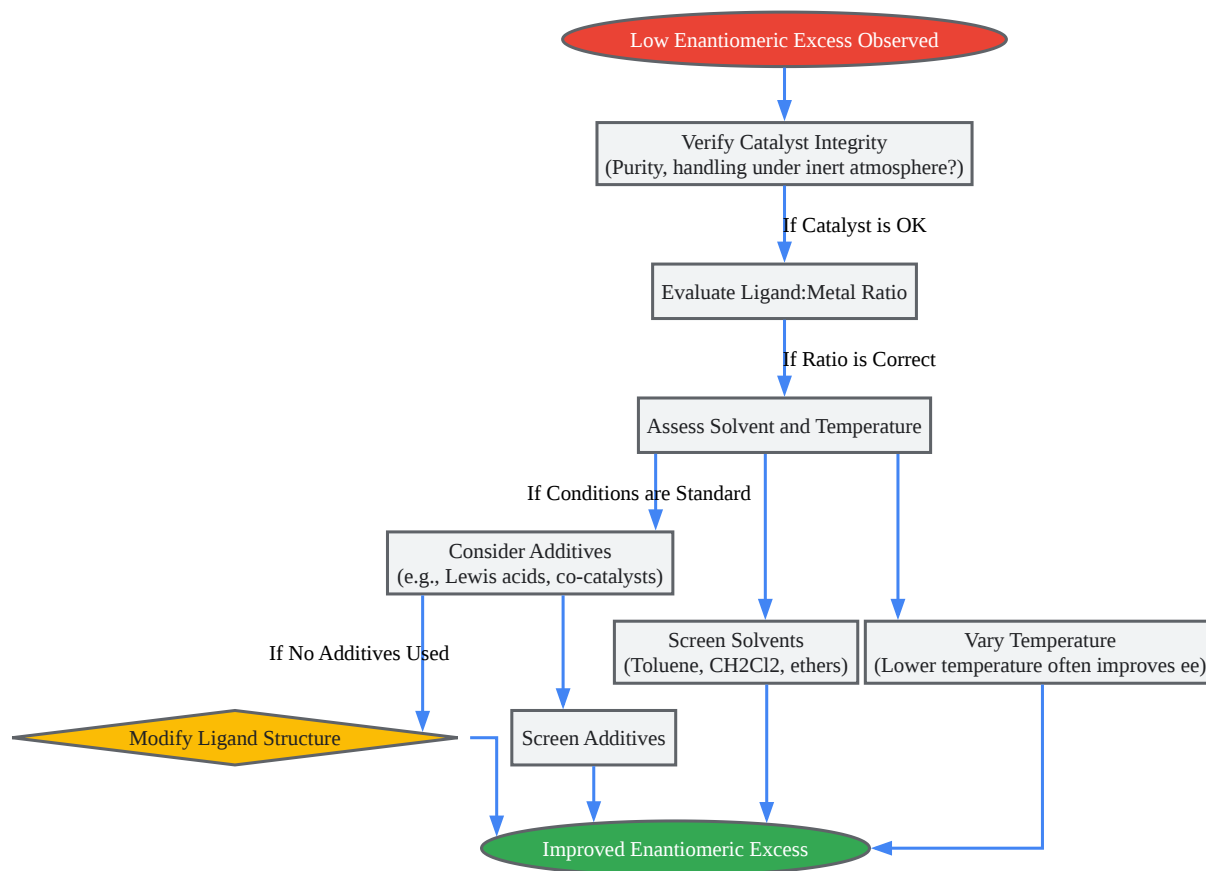 Low Enantiomeric Excess Observed
Verify Catalyst Integrity
(Purity, handling under inert atmosphere?)
If Catalyst is OK
Evaluate Ligand:Metal Ratio
If Ratio is Correct
Assess Solvent and Temperature
If Conditions are Standard
Consider Additives
(e.g., Lewis acids, co-catalysts)
If No Additives Used
Screen Solvents
(Toluene, CH2Cl2, ethers)
Vary Temperature
(Lower temperature often improves ee)
Modify Ligand Structure
Screen Additives
Improved Enantiomeric Excess